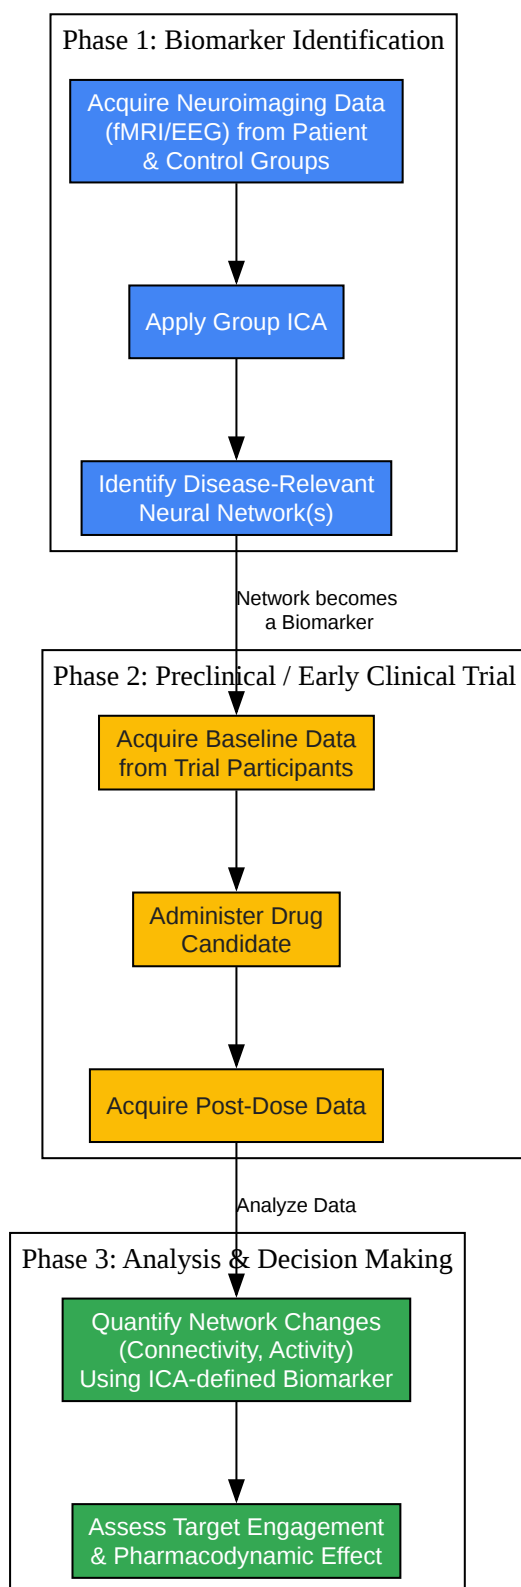 Phase 1: Biomarker Identification
Acquire Neuroimaging Data
(fMRI/EEG) from Patient
& Control Groups
Apply Group ICA
Identify Disease-Relevant
Neural Network(s)
Network becomes
a Biomarker
Phase 2: Preclinical / Early Clinical Trial
Acquire Baseline Data
from Trial Participants
Administer Drug
Candidate
Acquire Post-Dose Data
Analyze Data
Phase 3: Analysis & Decision Making
Quantify Network Changes
(Connectivity, Activity)
Using ICA-defined Biomarker
Assess Target Engagement
& Pharmacodynamic Effect